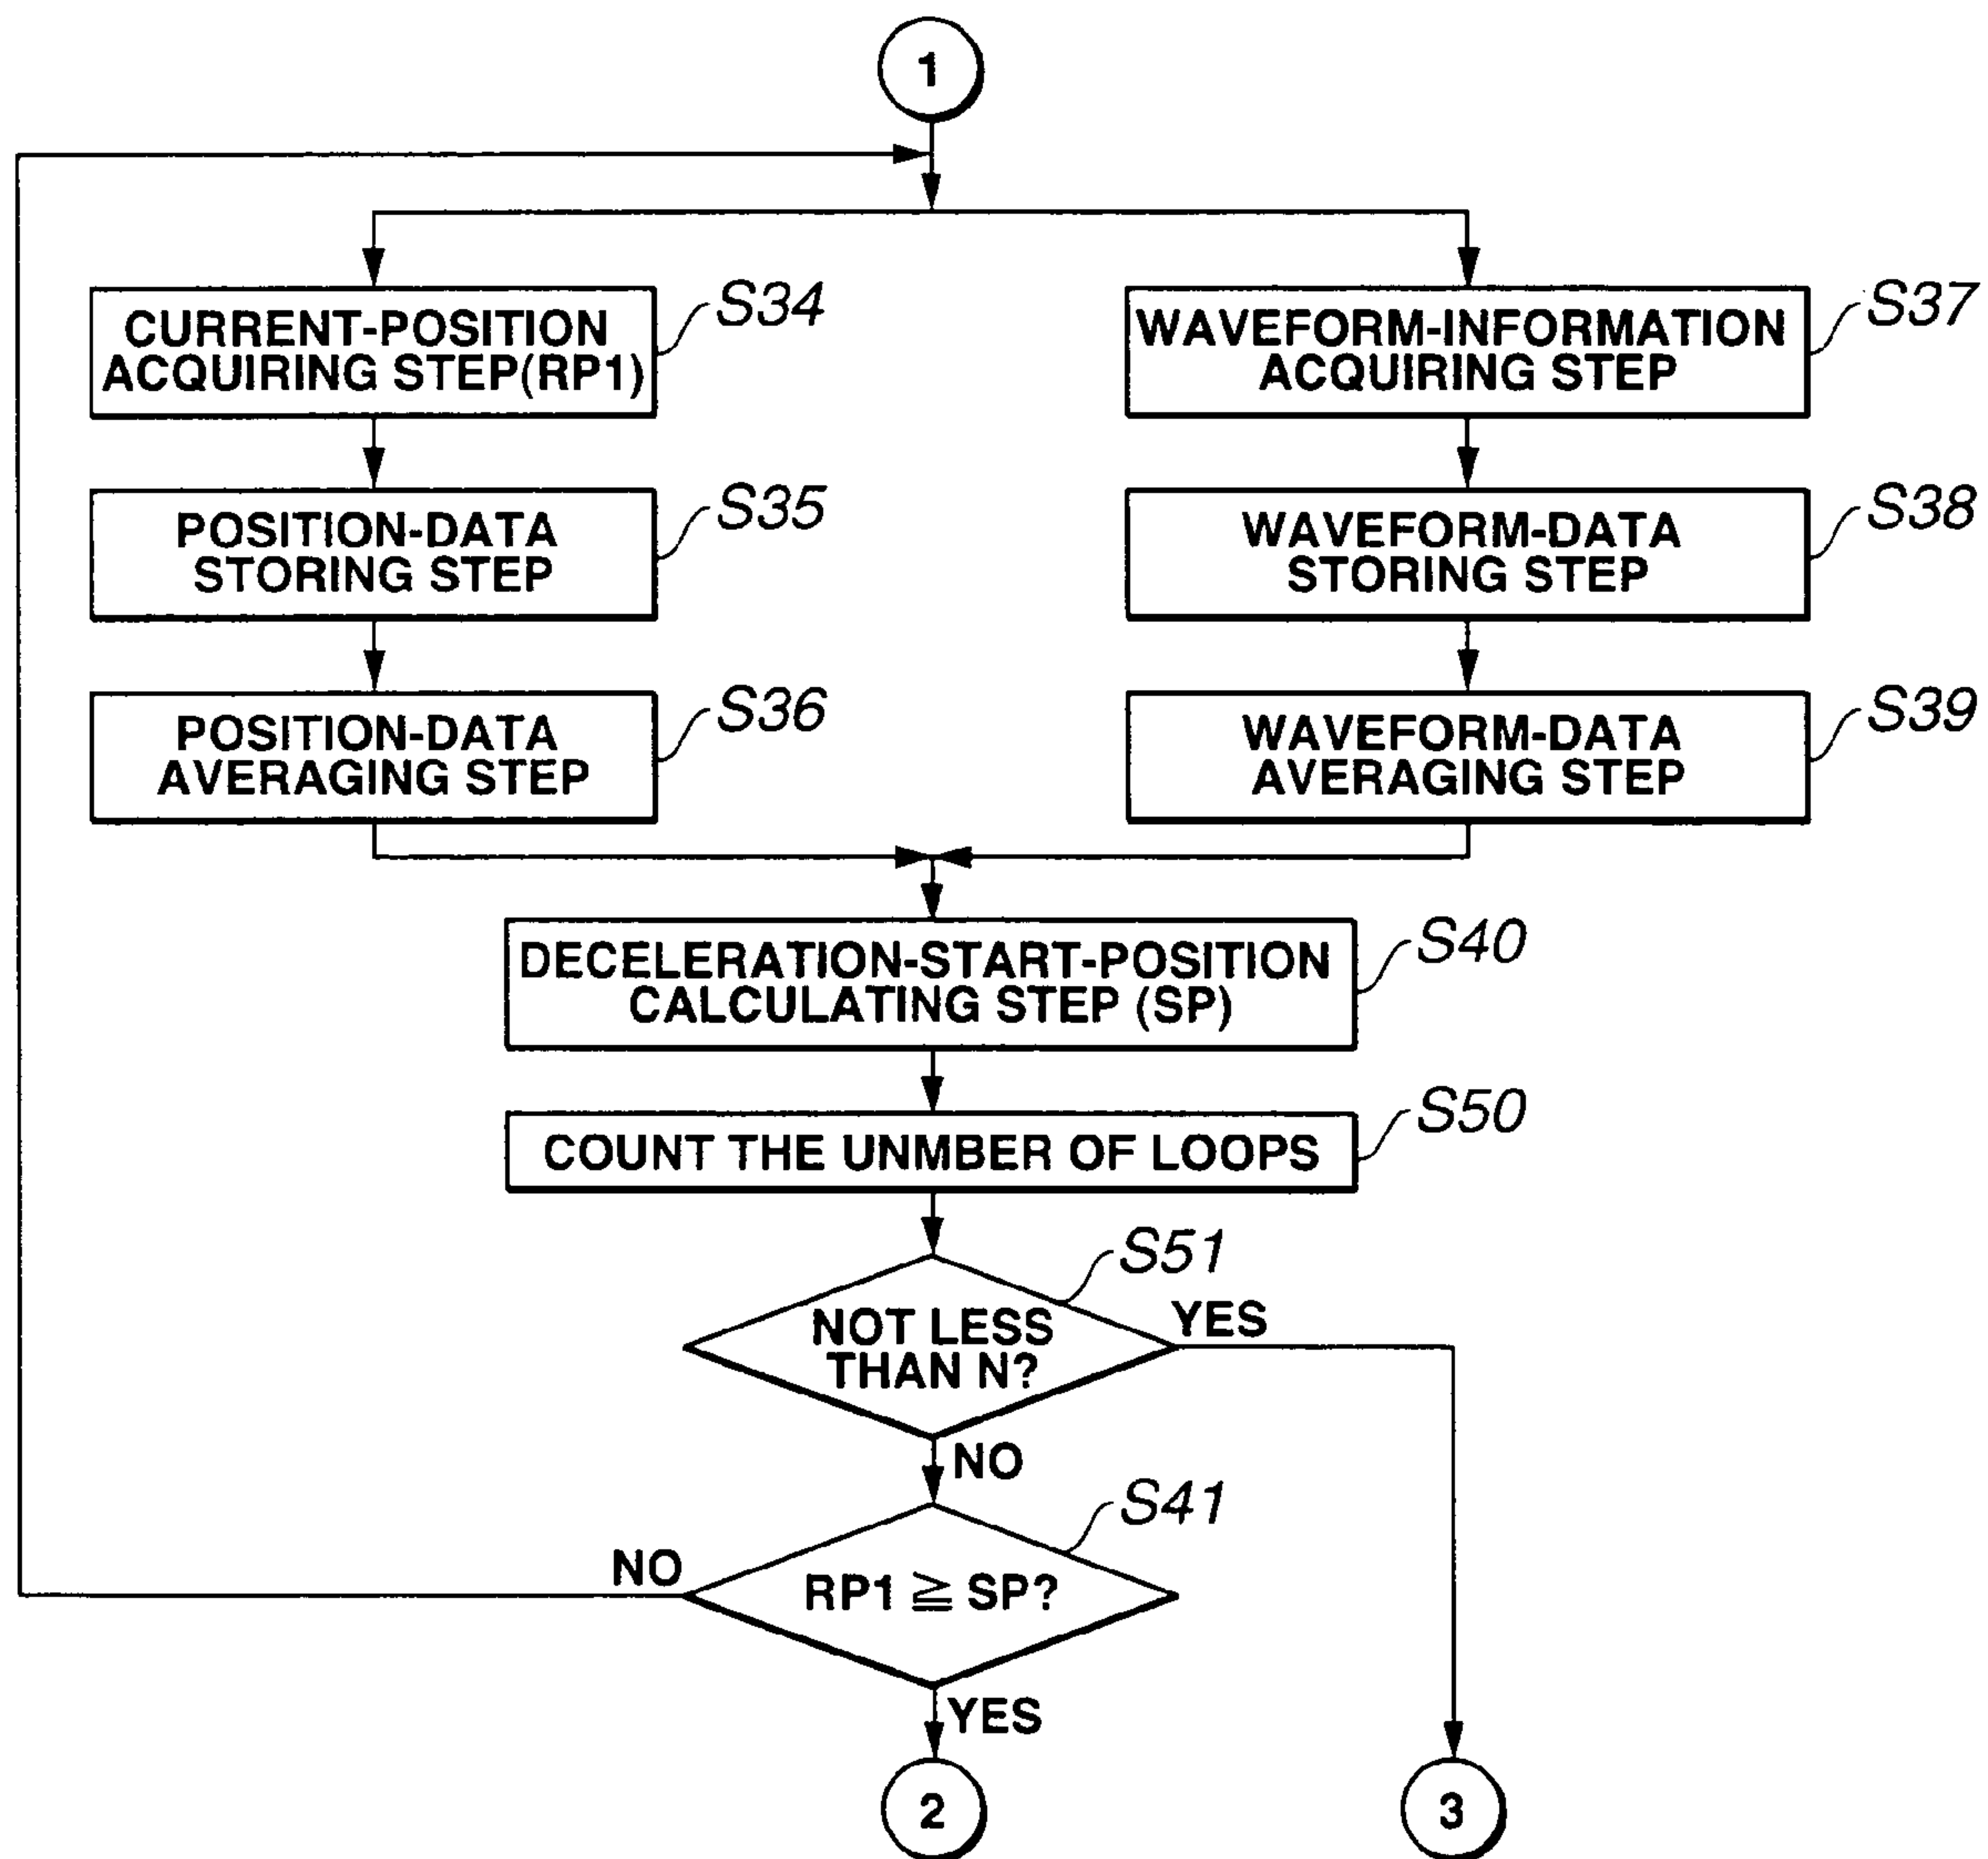 1
CURRENT-POSITION
ACQUIRING STEP(RP1)
S34
WAVEFORM-INFORMATION
ACQUIRING STEP
S37
POSITION-DATA
STORING STEP
S35
WAVEFORM-DATA
STORING STEP
S38
POSITION-DATA
AVERAGING STEP
S36
WAVEFORM-DATA
AVERAGING STEP
S39
DECELERATION-START-POSITION
CALCULATING STEP (SP)
S40
COUNT THE UNMBER OF LOOPS
S50
S51
NOT LESS
THAN N?
YES
NO
S41
RP1 ≧ SP?
NO
YES
2
3